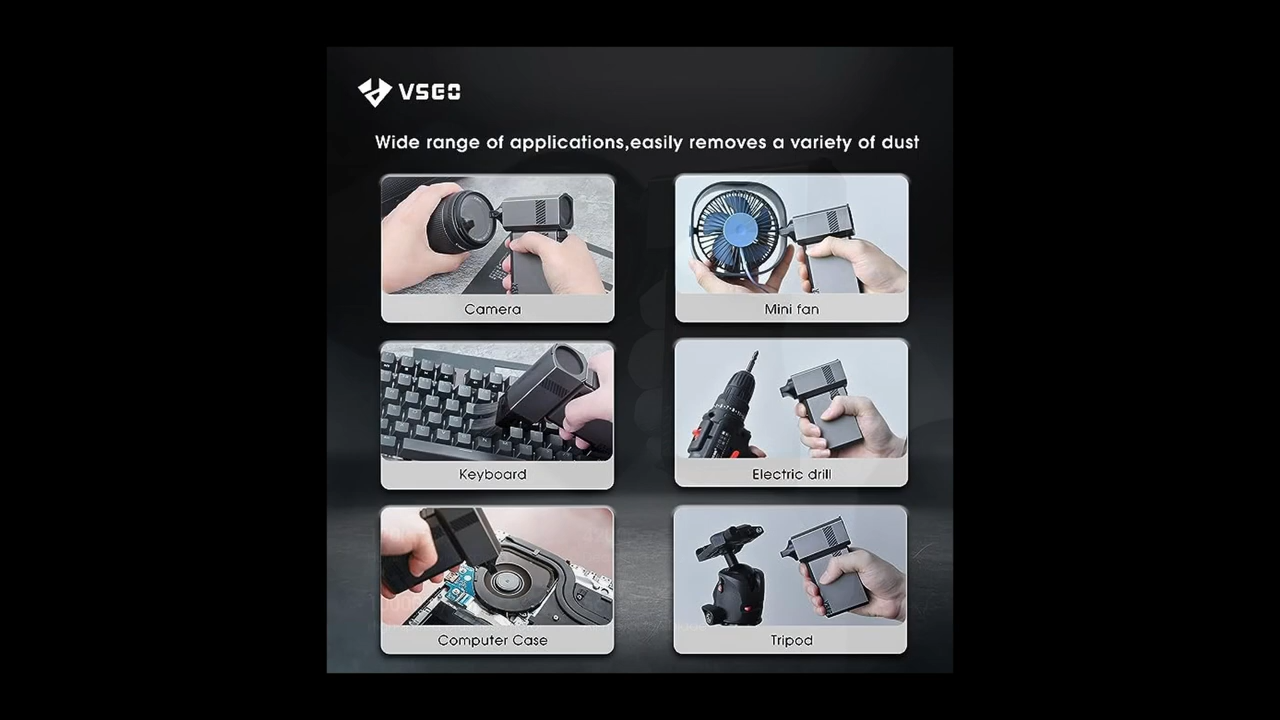 VSGO
Wide range of applications,easily removes a variety of dust
Camera
Mini fan
Keyboard
Electric drill
Computer Case
Tripod